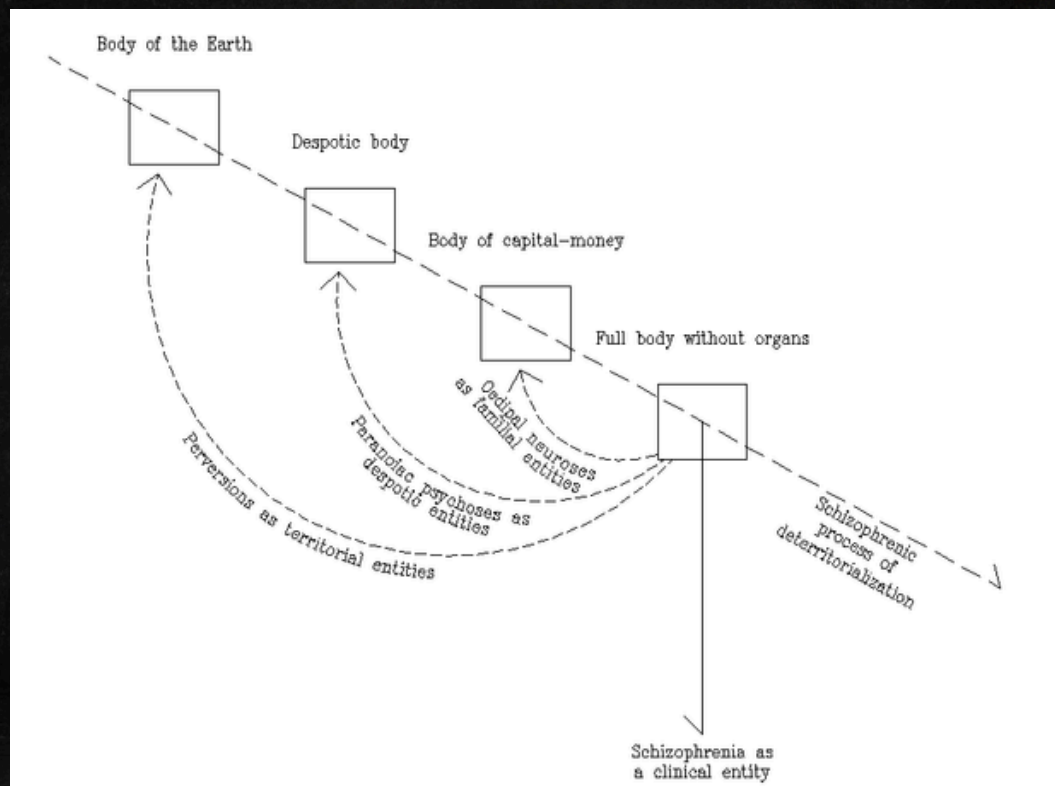 Body of the Earth
Despotic body
Body of capital-money
Full body without organs
Oedipal neuroses
as familial
entities
Paranoiac psychoses as
despotic entities
Perversions as territorial entities
Schizophrenic
process of
deterritorialization
Schizophrenia as
a clinical entity